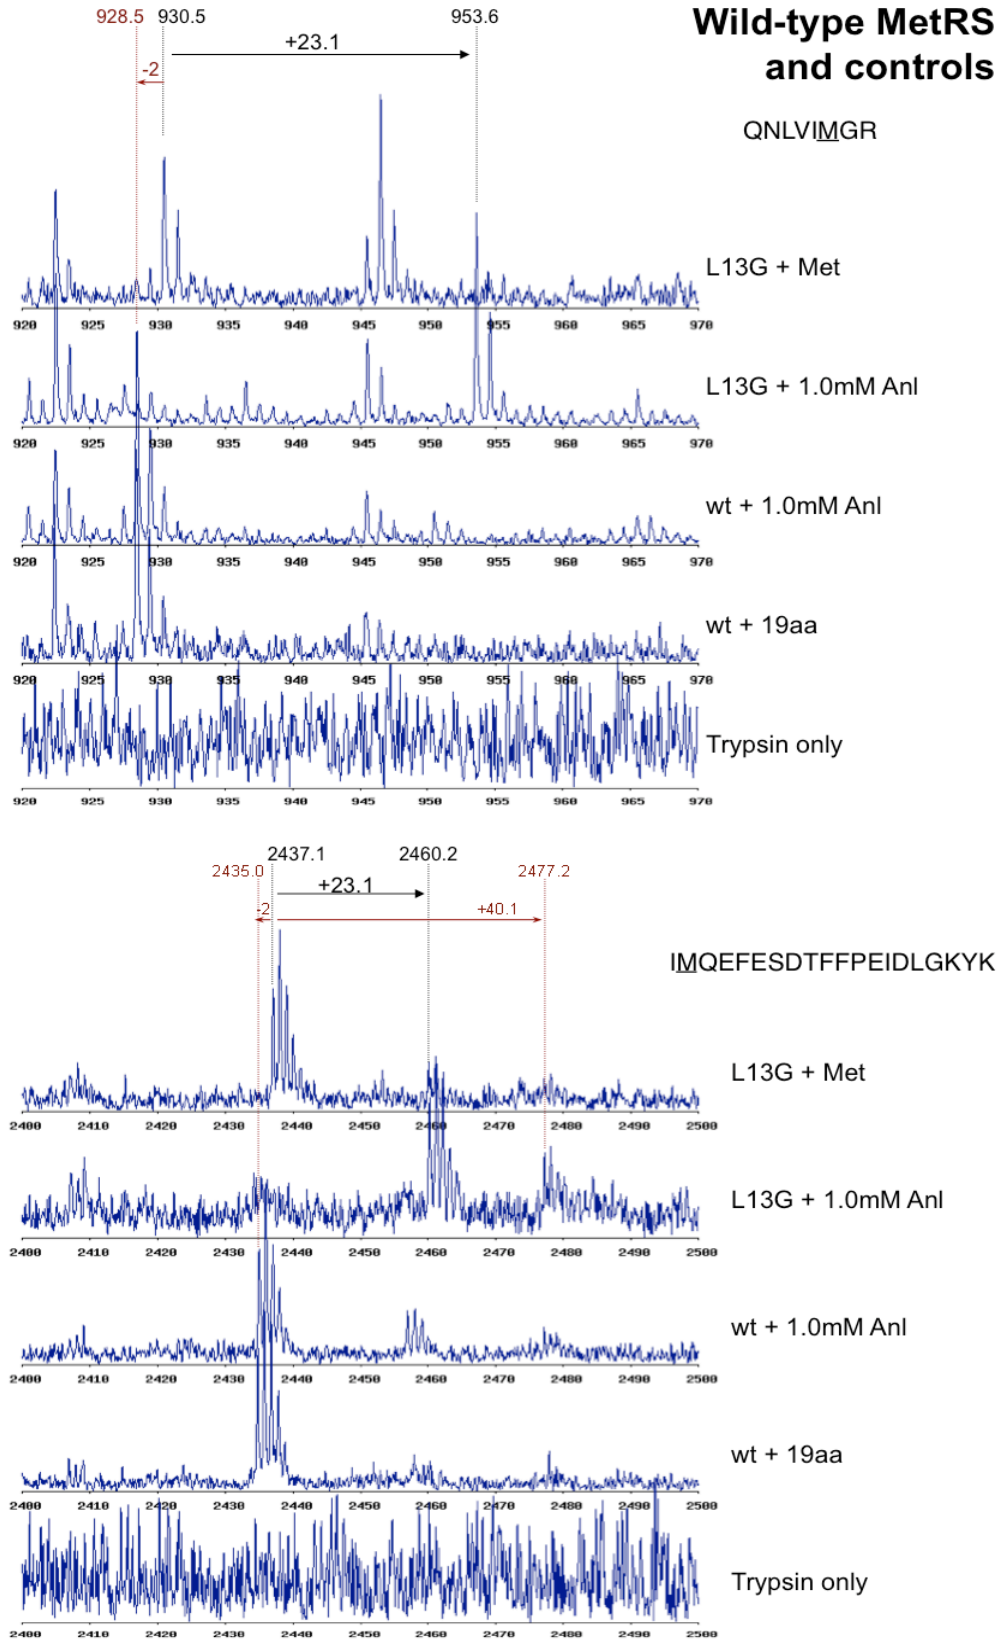 928.5 930.5 953.6
Wild-type MetRS
and controls
+23.1
-2
QNLVIMGR
L13G + Met
920 925 930 935 940 945 950 955 960 965 970
L13G + 1.0mM Anl
920 925 930 935 940 945 950 955 960 965 970
wt + 1.0mM Anl
920 925 930 935 940 945 950 955 960 965 970
wt + 19aa
920 925 930 935 940 945 950 955 960 965 970
Trypsin only
920 925 930 935 940 945 950 955 960 965 970
2437.1 2460.2
2435.0 2477.2
+23.1
-2 +40.1
IMQEFESDTFFPEIDLGKYK
L13G + Met
2400 2410 2420 2430 2440 2450 2460 2470 2480 2490 2500
L13G + 1.0mM Anl
2400 2410 2420 2430 2440 2450 2460 2470 2480 2490 2500
wt + 1.0mM Anl
2400 2410 2420 2430 2440 2450 2460 2470 2480 2490 2500
wt + 19aa
2400 2410 2420 2430 2440 2450 2460 2470 2480 2490 2500
Trypsin only
2400 2410 2420 2430 2440 2450 2460 2470 2480 2490 2500